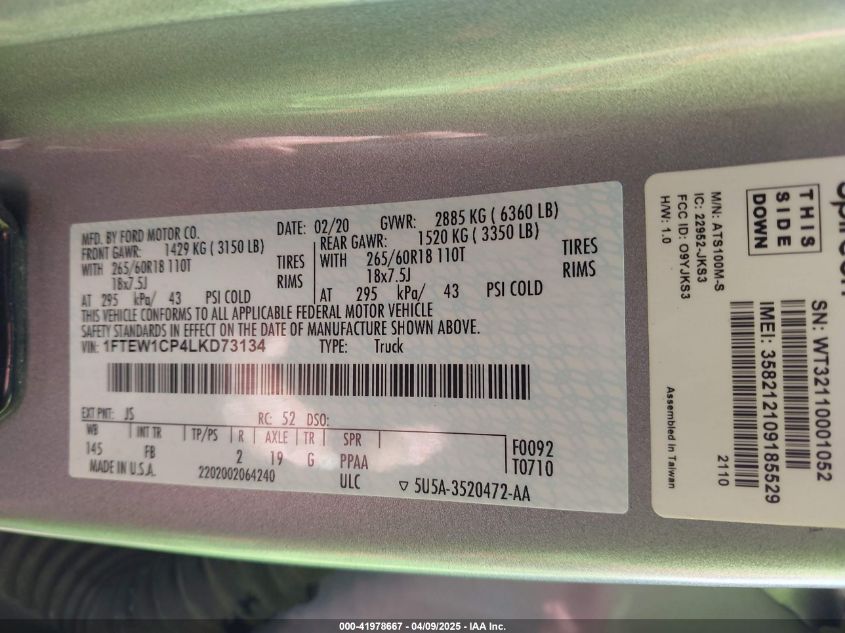 MFD. BY FORD MOTOR CO.
DATE: 02/20 GVWR: 2885 KG ( 6360 LB)
FRONT GAWR: 1429 KG ( 3150 LB)
WITH 265/60R18 110T TIRES
18x7.5J RIMS
AT 295 kPa/ 43 PSI COLD
REAR GAWR: 1520 KG ( 3350 LB)
WITH 265/60R18 110T TIRES
18x7.5J RIMS
AT 295 kPa/ 43 PSI COLD
THIS VEHICLE CONFORMS TO ALL APPLICABLE FEDERAL MOTOR VEHICLE
SAFETY STANDARDS IN EFFECT ON THE DATE OF MANUFACTURE SHOWN ABOVE.
VIN: 1FTEW1CP4LKD73134 TYPE: Truck
EXT PNT: JS RC: 52 DSO:
WB INT TR TP/PS R AXLE TR SPR
145 FB 2 19 G PPAA
ULC
F0092
T0710
MADE IN U.S.A. 2202002064240
▽ 5U5A-3520472-AA
THIS
SIDE
DOWN
M/N: ATS100M-S
IC: 22952-JKS3
FCC ID: O9YJKS3
H/W: 1.0
SN: WT32110001052
IMEI: 358212109185529
2110
Assembled in Taiwan
000-41978667 - 04/09/2025 - IAA Inc.